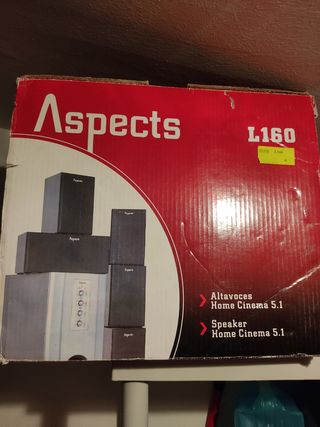 Aspects
L160
Aspects
Altavoces
Home Cinema 5.1
Speaker
Home Cinema 5.1